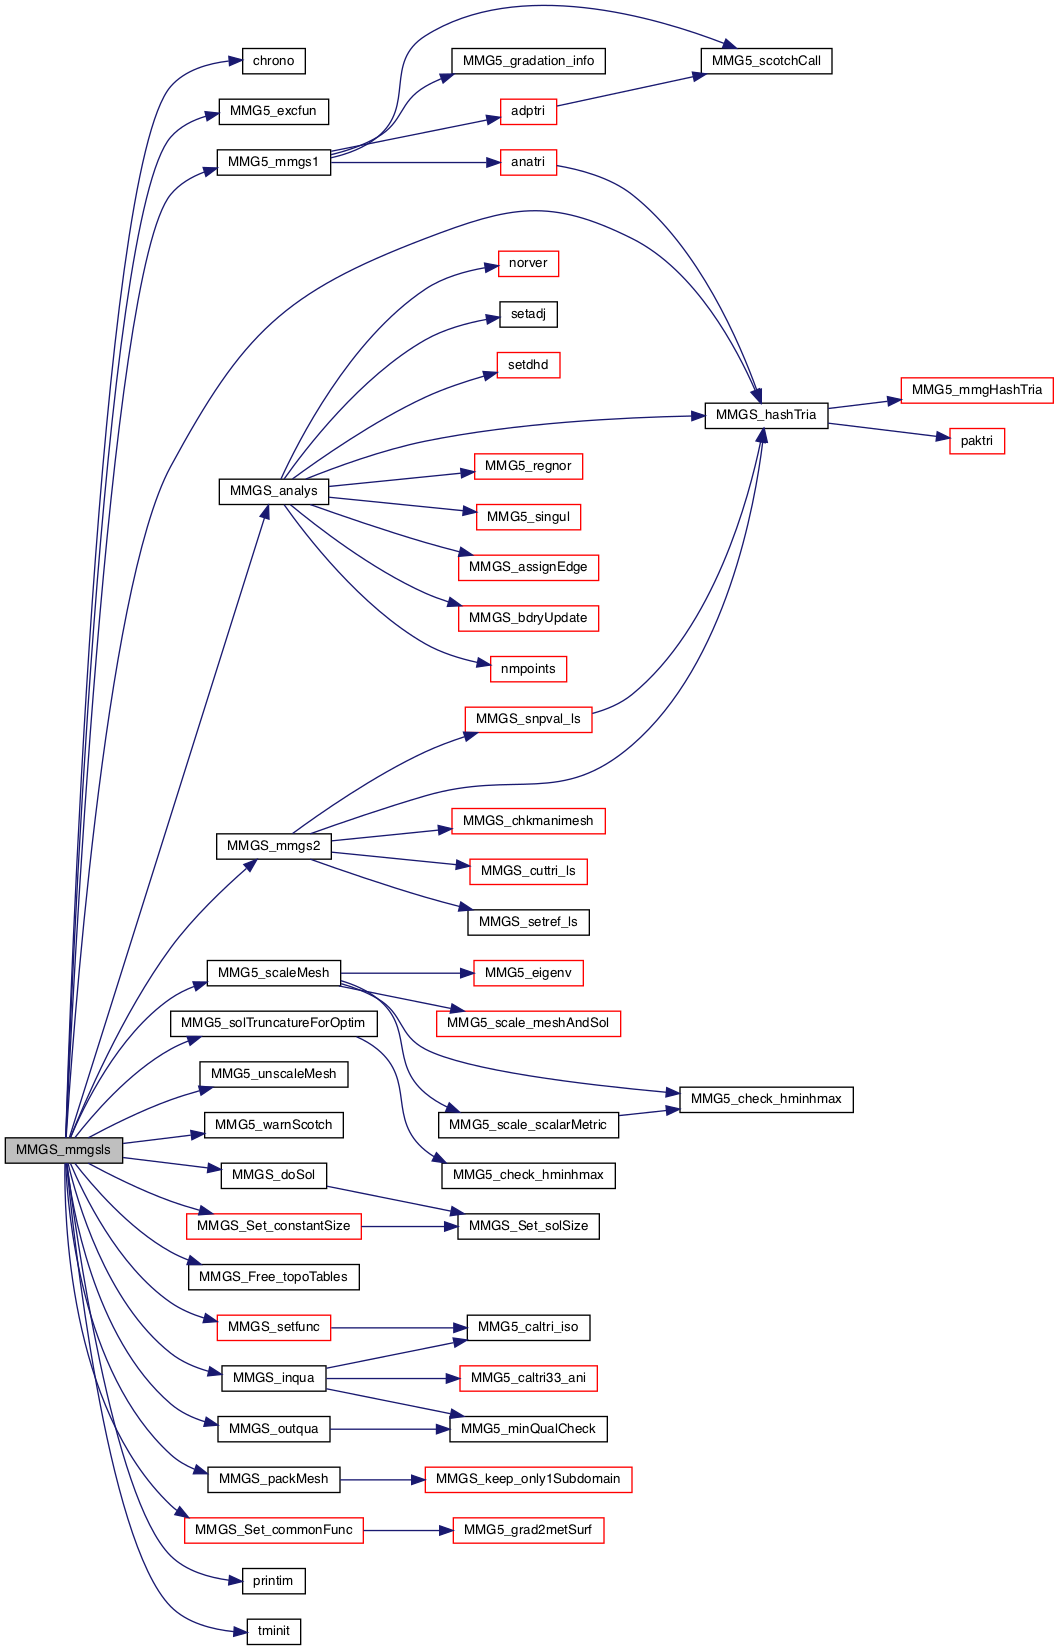 chrono
MMG5_gradation_info
MMG5_scotchCall
MMG5_excfun
adptri
MMG5_mmgs1
anatri
norver
setadj
setdhd
MMG5_mmgHashTria
MMGS_hashTria
paktri
MMG5_regnor
MMGS_analys
MMG5_singul
MMGS_assignEdge
MMGS_bdryUpdate
nmpoints
MMGS_snpval_ls
MMGS_chkmanimesh
MMGS_mmgs2
MMGS_cuttri_ls
MMGS_setref_ls
MMG5_scaleMesh
MMG5_eigenv
MMG5_solTruncatureForOptim
MMG5_scale_meshAndSol
MMG5_unscaleMesh
MMG5_check_hminhmax
MMG5_warnScotch
MMG5_scale_scalarMetric
MMGS_mmgsls
MMGS_doSol
MMG5_check_hminhmax
MMGS_Set_constantSize
MMGS_Set_solSize
MMGS_Free_topoTables
MMGS_setfunc
MMG5_caltri_iso
MMGS_inqua
MMG5_caltri33_ani
MMGS_outqua
MMG5_minQualCheck
MMGS_packMesh
MMGS_keep_only1Subdomain
MMGS_Set_commonFunc
MMG5_grad2metSurf
printim
tminit